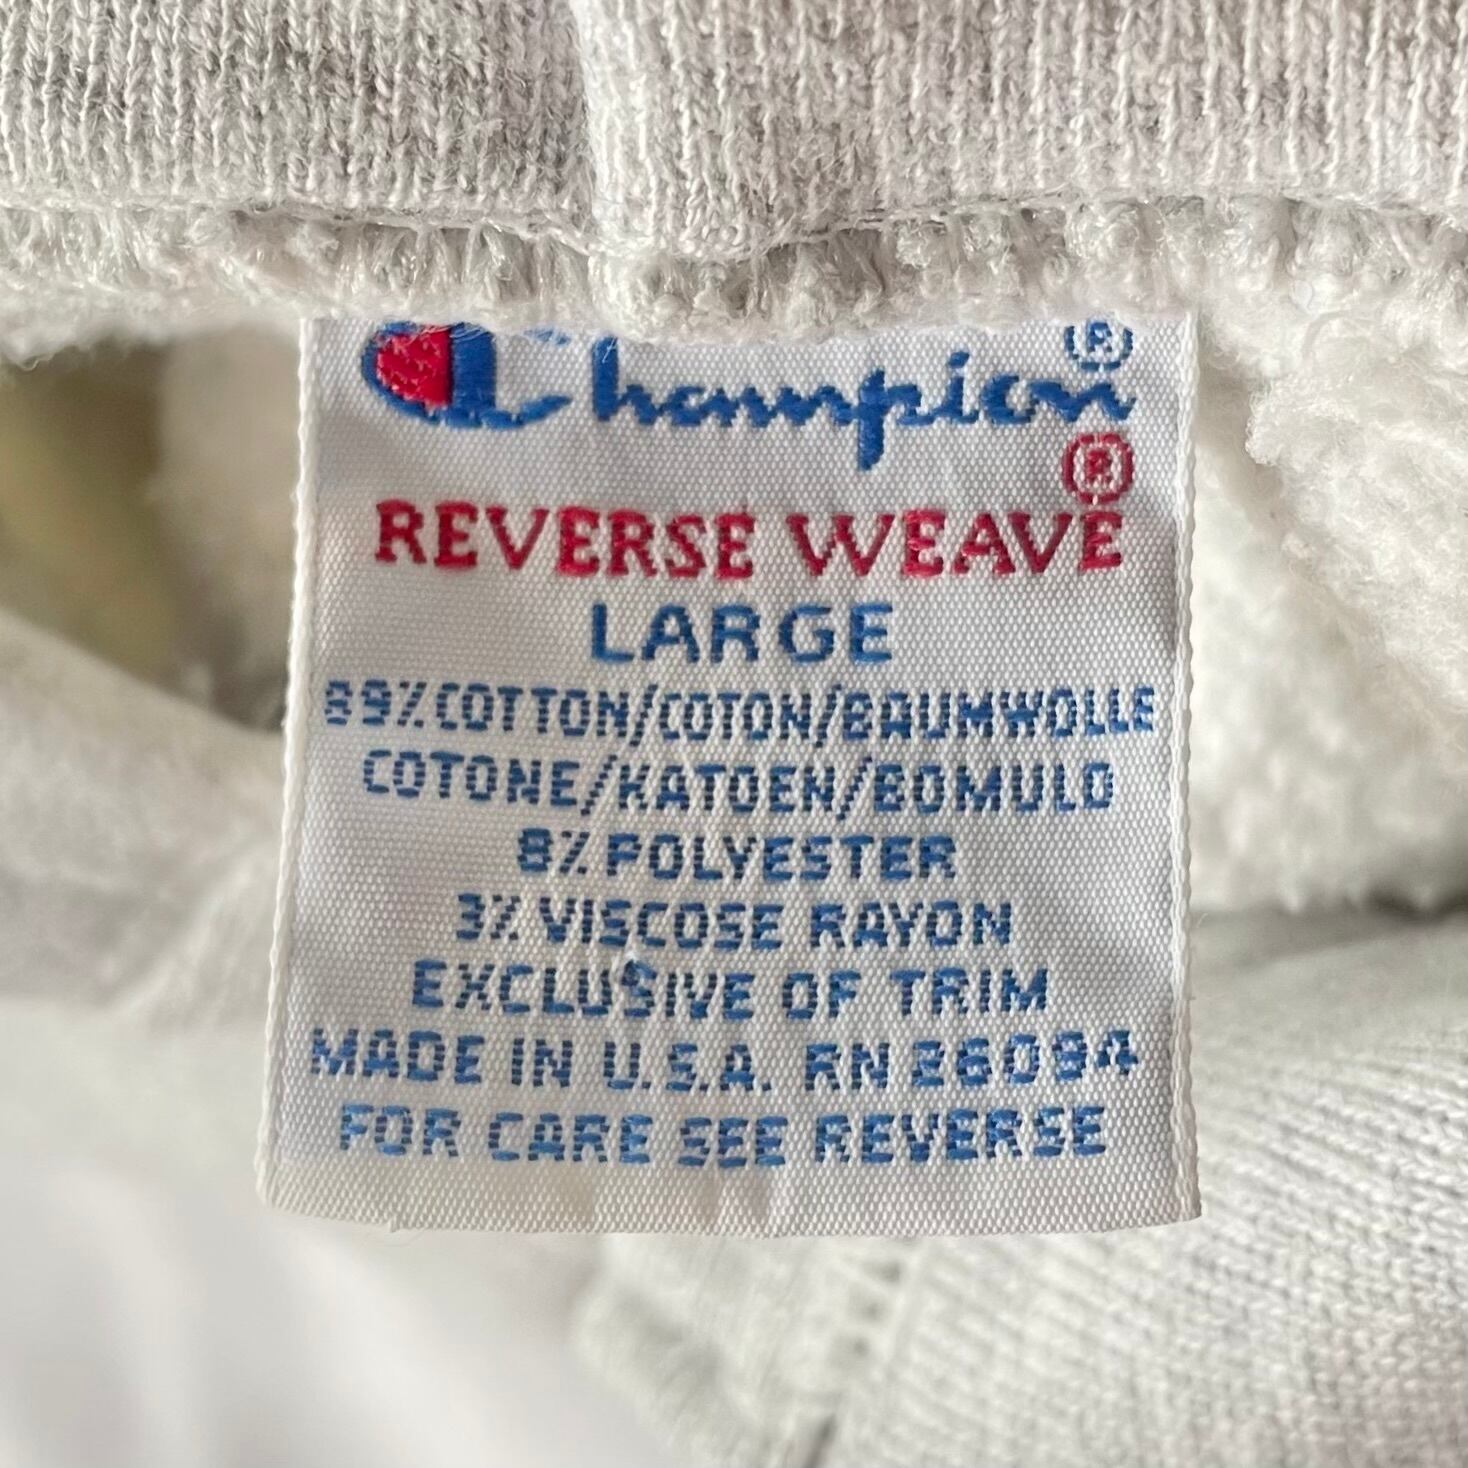 Champion®
REVERSE WEAVE®
LARGE
89% COTTON/COTON/BAUMWOLLE
COTONE/KATOEN/BOMULD
8% POLYESTER
3% VISCOSE RAYON
EXCLUSIVE OF TRIM
MADE IN U.S.A. RN 26094
FOR CARE SEE REVERSE